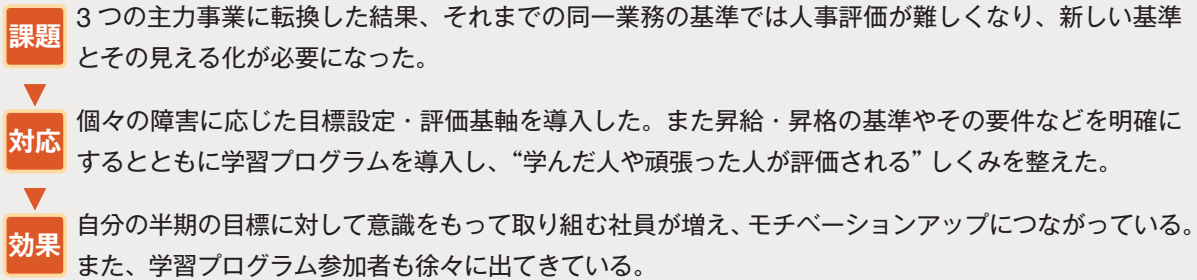 課題
3つの主力事業に転換した結果、それまでの同一業務の基準では人事評価が難しくなり、新しい基準
とその見える化が必要になった。
対応
個々の障害に応じた目標設定・評価基軸を導入した。また昇給・昇格の基準やその要件などを明確に
するとともに学習プログラムを導入し、“学んだ人や頑張った人が評価される” しくみを整えた。
効果
自分の半期の目標に対して意識をもって取り組む社員が増え、モチベーションアップにつながっている。
また、学習プログラム参加者も徐々に出てきている。